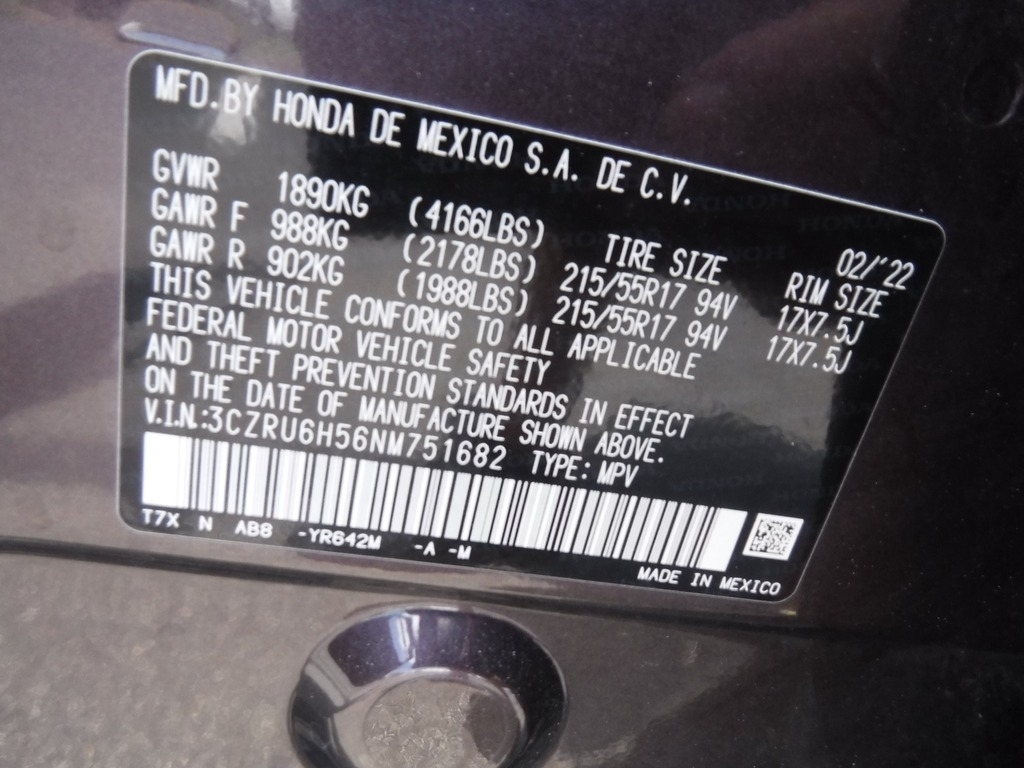 MFD.BY HONDA DE MEXICO S.A. DE C.V.
02/'22
GVWR 1890KG (4166LBS) TIRE SIZE RIM SIZE
GAWR F 988KG (2178LBS) 215/55R17 94V 17X7.5J
GAWR R 902KG (1988LBS) 215/55R17 94V 17X7.5J
THIS VEHICLE CONFORMS TO ALL APPLICABLE
FEDERAL MOTOR VEHICLE SAFETY
AND THEFT PREVENTION STANDARDS IN EFFECT
ON THE DATE OF MANUFACTURE SHOWN ABOVE.
V.I.N.:3CZRU6H56NM751682 TYPE: MPV
T7X N AB8 -YR642M -A -M
MADE IN MEXICO